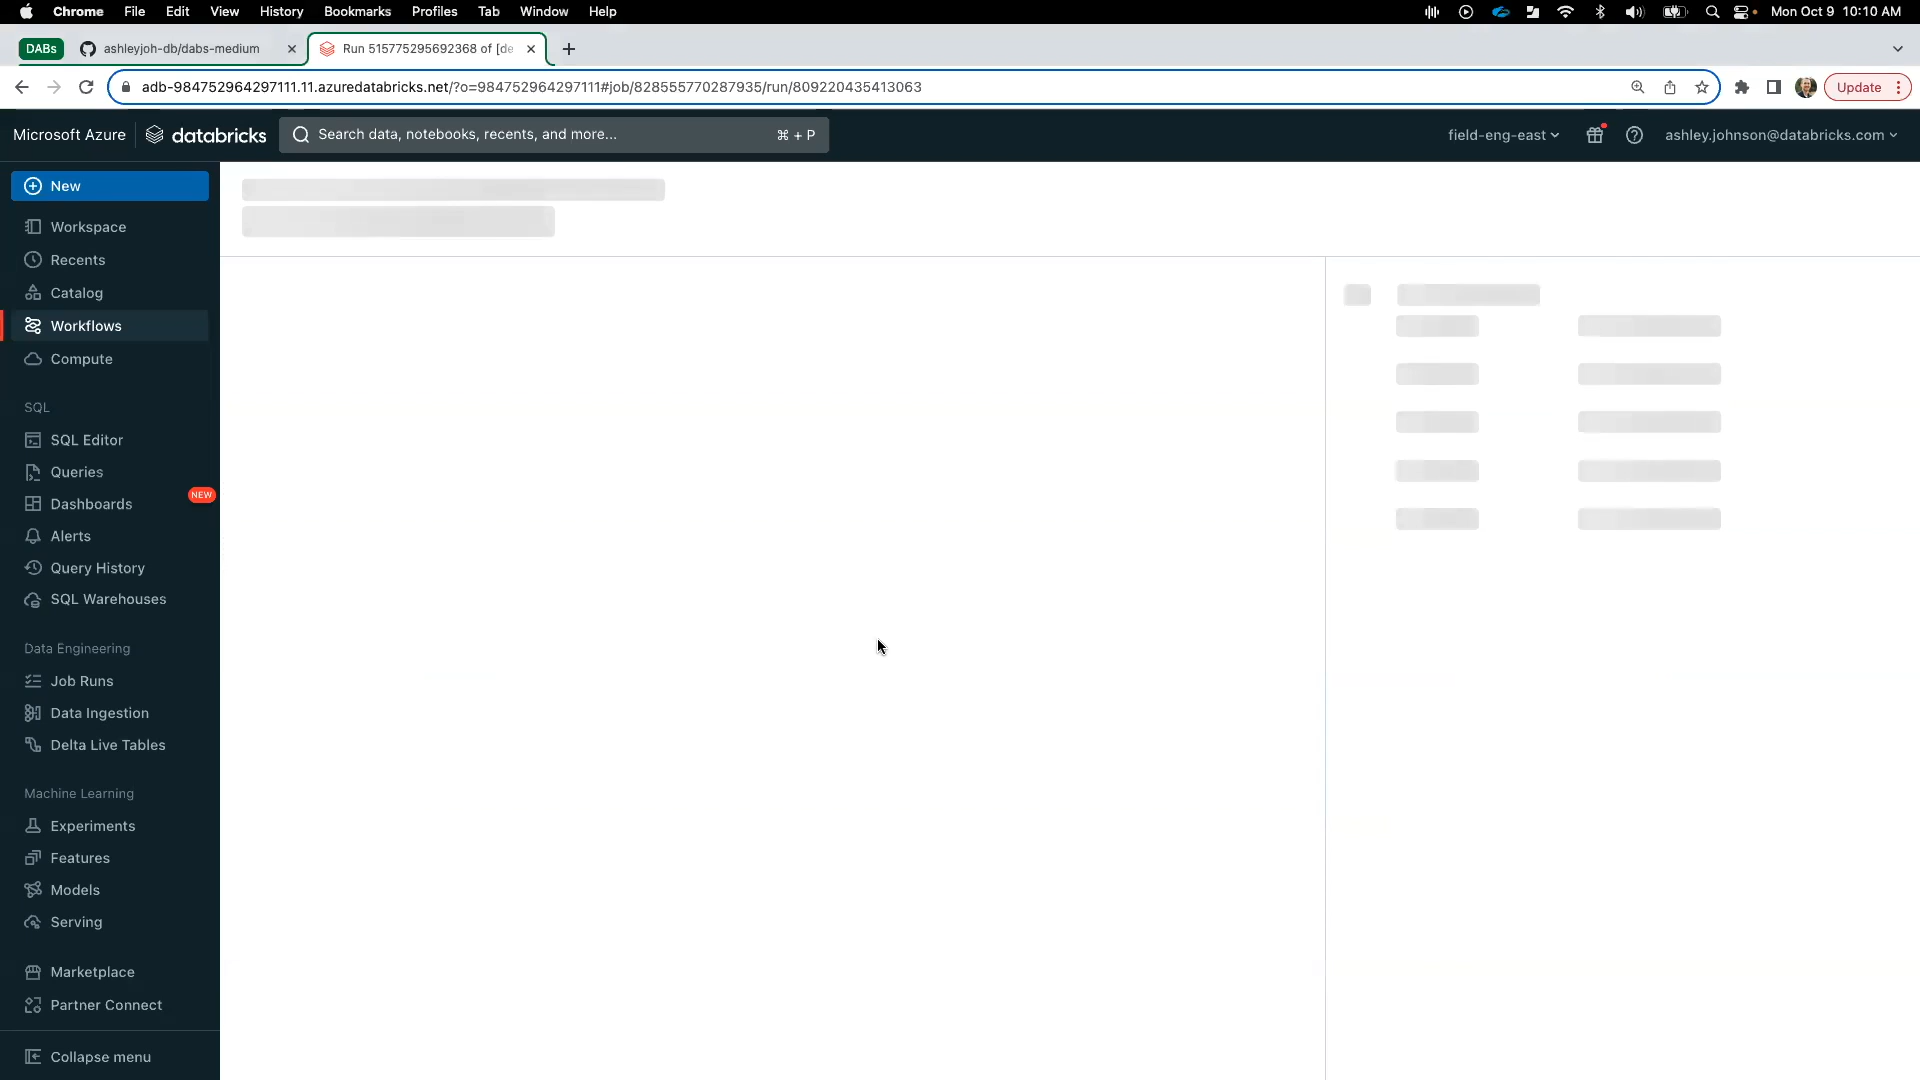 Chrome File Edit View History Bookmarks Profiles Tab Window Help Mon Oct 9 10:10 AM
DABs ashleyjoh-db/dabs-medium Run 515775295692368 of [de
adb-984752964297111.11.azuredatabricks.net/?o=984752964297111#job/828555770287935/run/809220435413063 Update
Microsoft Azure databricks Search data, notebooks, recents, and more... ⌘ + P field-eng-east ashley.johnson@databricks.com
New
Workspace
Recents
Catalog
Workflows
Compute
SQL
SQL Editor
Queries
Dashboards NEW
Alerts
Query History
SQL Warehouses
Data Engineering
Job Runs
Data Ingestion
Delta Live Tables
Machine Learning
Experiments
Features
Models
Serving
Marketplace
Partner Connect
Collapse menu